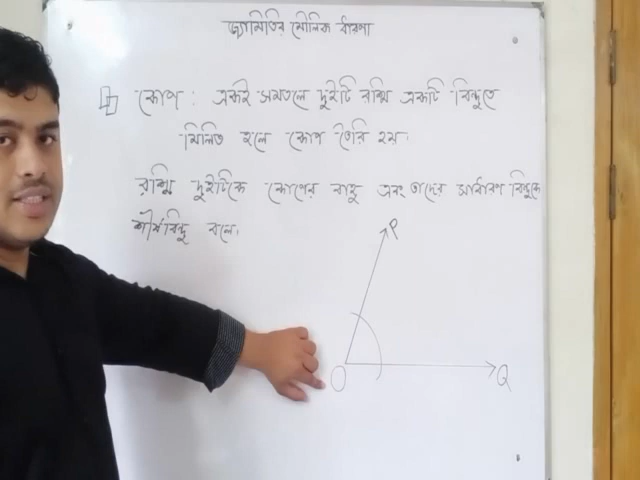 জ্যামিতির মৌলিক ধারণা
কোণ : একই সমতলে দুইটি রশ্মি একটি বিন্দুতে
মিলিত হলে কোণ তৈরি হয়।
রশ্মি দুইটিকে কোণের বাহু এবং তাদের সাধারণ বিন্দুকে
শীর্ষবিন্দু বলে।
P
O
Q